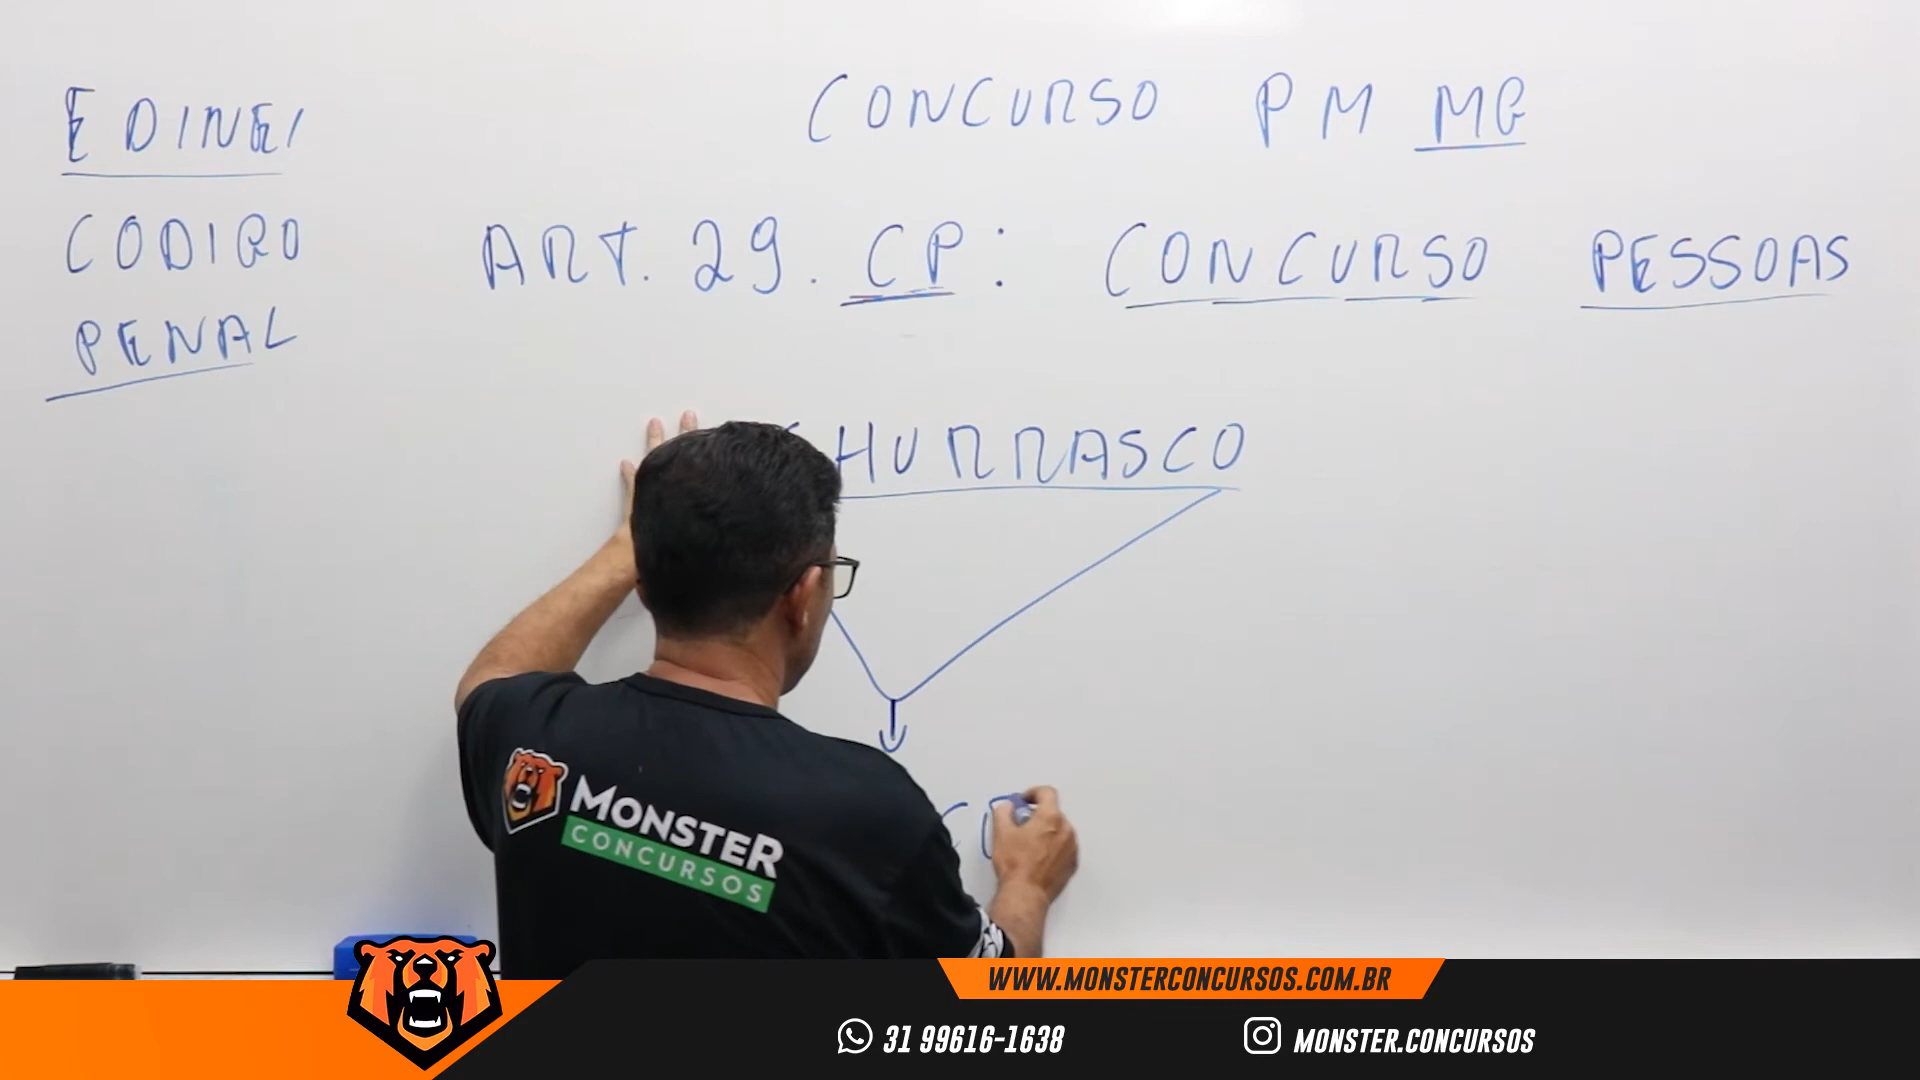 EDINEI
CODIGO
PENAL
CONCURSO PM MG
ART. 29. CP: CONCURSO PESSOAS
CHURRASCO
MONSTER
CONCURSOS
WWW.MONSTERCONCURSOS.COM.BR
31 99616-1638
MONSTER.CONCURSOS